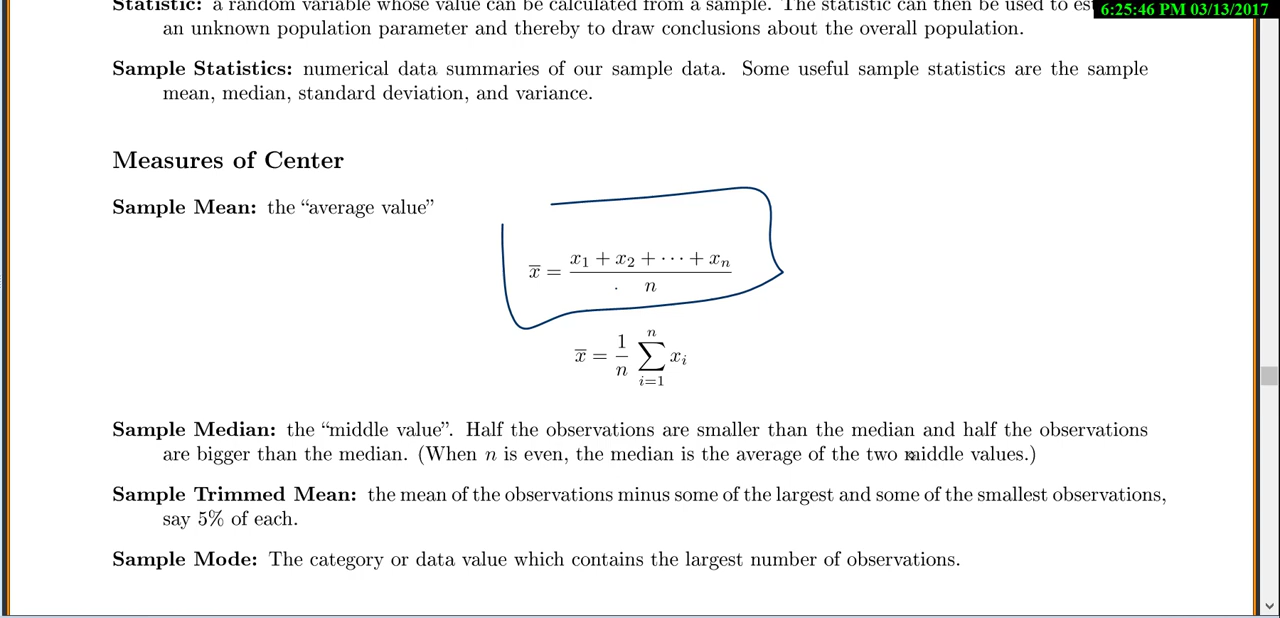 Statistic: a random variable whose value can be calculated from a sample. The statistic can then be used to
6:25:46 PM 03/13/2017
an unknown population parameter and thereby to draw conclusions about the overall population.
Sample Statistics: numerical data summaries of our sample data. Some useful sample statistics are the sample
mean, median, standard deviation, and variance.
Measures of Center
Sample Mean: the “average value”
x̄ = (x₁ + x₂ + ··· + xₙ) / n
x̄ = 1/n ∑ᵢ₌₁ⁿ xᵢ
Sample Median: the “middle value”. Half the observations are smaller than the median and half the observations
are bigger than the median. (When n is even, the median is the average of the two middle values.)
Sample Trimmed Mean: the mean of the observations minus some of the largest and some of the smallest observations,
say 5% of each.
Sample Mode: The category or data value which contains the largest number of observations.